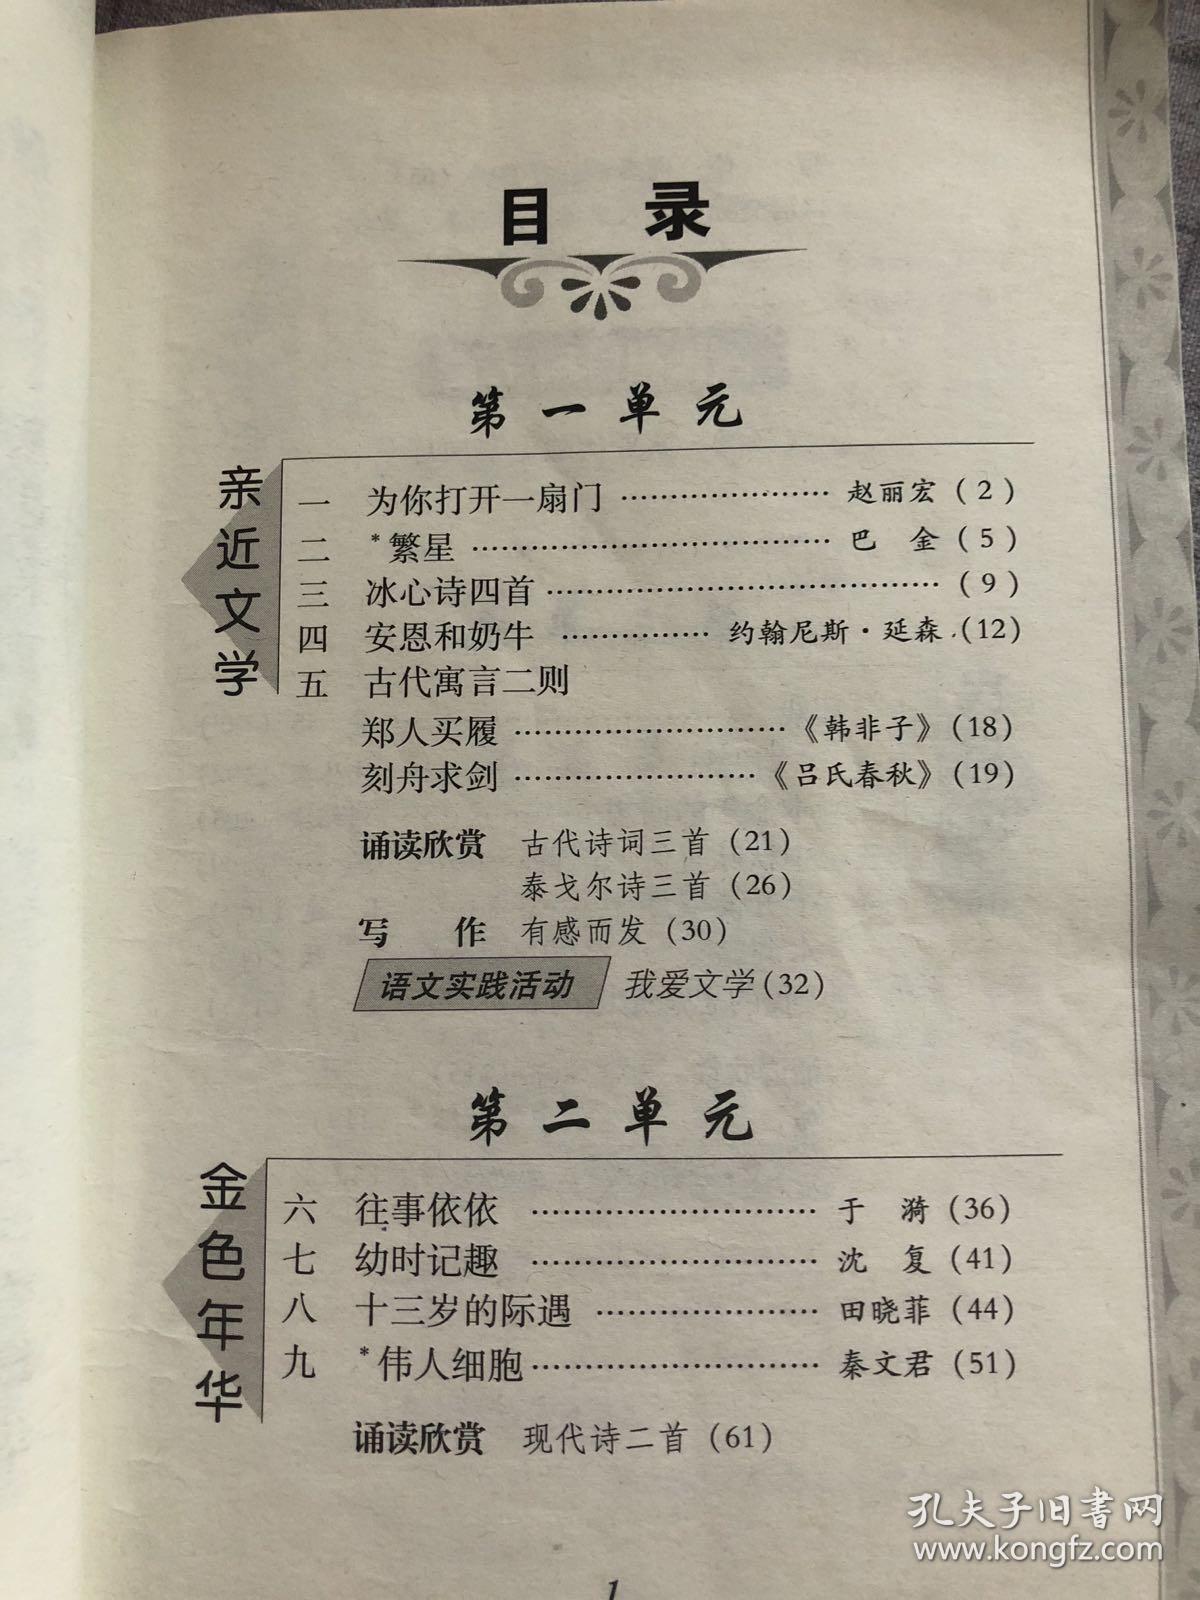 目 录
第一单元
亲近文学
一 为你打开一扇门 …………………… 赵丽宏 (2)
二 *繁星 …………………………………… 巴 金 (5)
三 冰心诗四首 …………………………………… (9)
四 安恩和奶牛 …………… 约翰尼斯·延森 (12)
五 古代寓言二则
郑人买履 ………………………《韩非子》(18)
刻舟求剑 ……………………《吕氏春秋》(19)
诵读欣赏 古代诗词三首 (21)
泰戈尔诗三首 (26)
写 作 有感而发 (30)
语文实践活动 我爱文学 (32)
第二单元
金色年华
六 往事依依 ………………………… 于 漪 (36)
七 幼时记趣 ………………………… 沈 复 (41)
八 十三岁的际遇 …………………… 田晓菲 (44)
九 *伟人细胞 ………………………… 秦文君 (51)
诵读欣赏 现代诗二首 (61)
1
孔夫子旧书网
www.kongfz.com